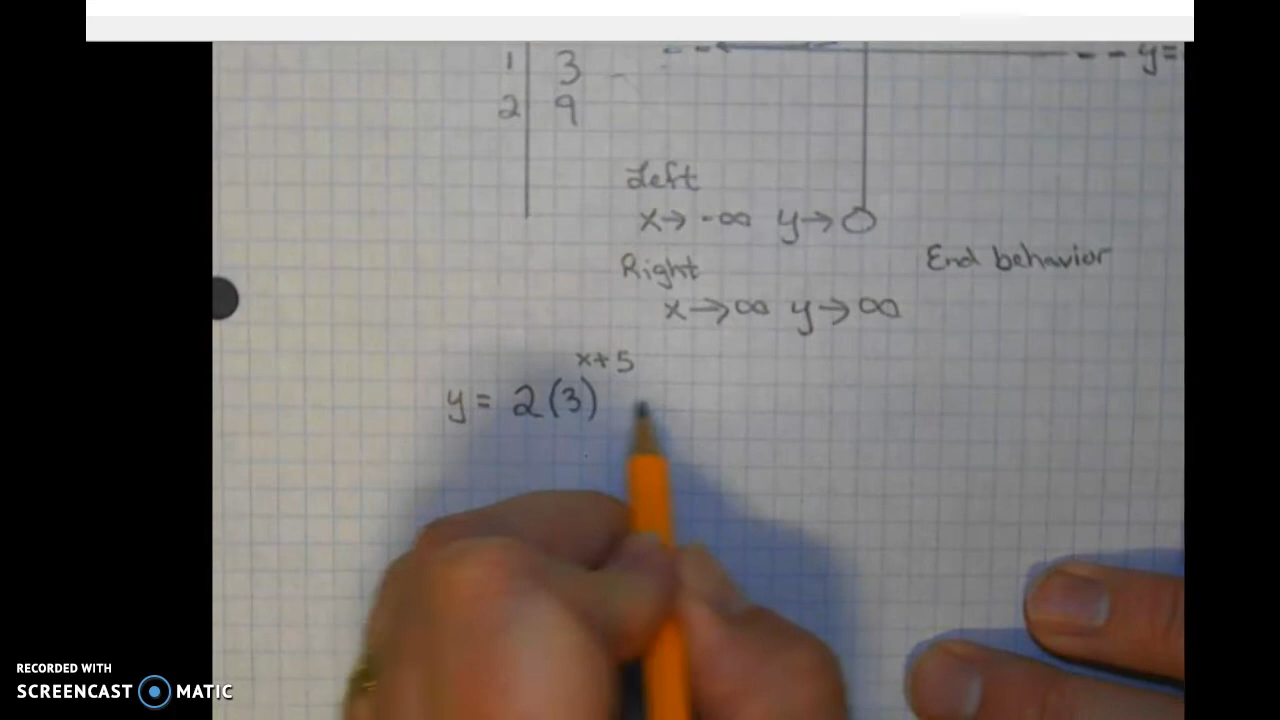 1 3
- - y=
2 9
Left
x→ -∞ y→0
End behavior
Right
x→∞ y→∞
y = 2(3)^{x+5}
RECORDED WITH
SCREENCAST MATIC